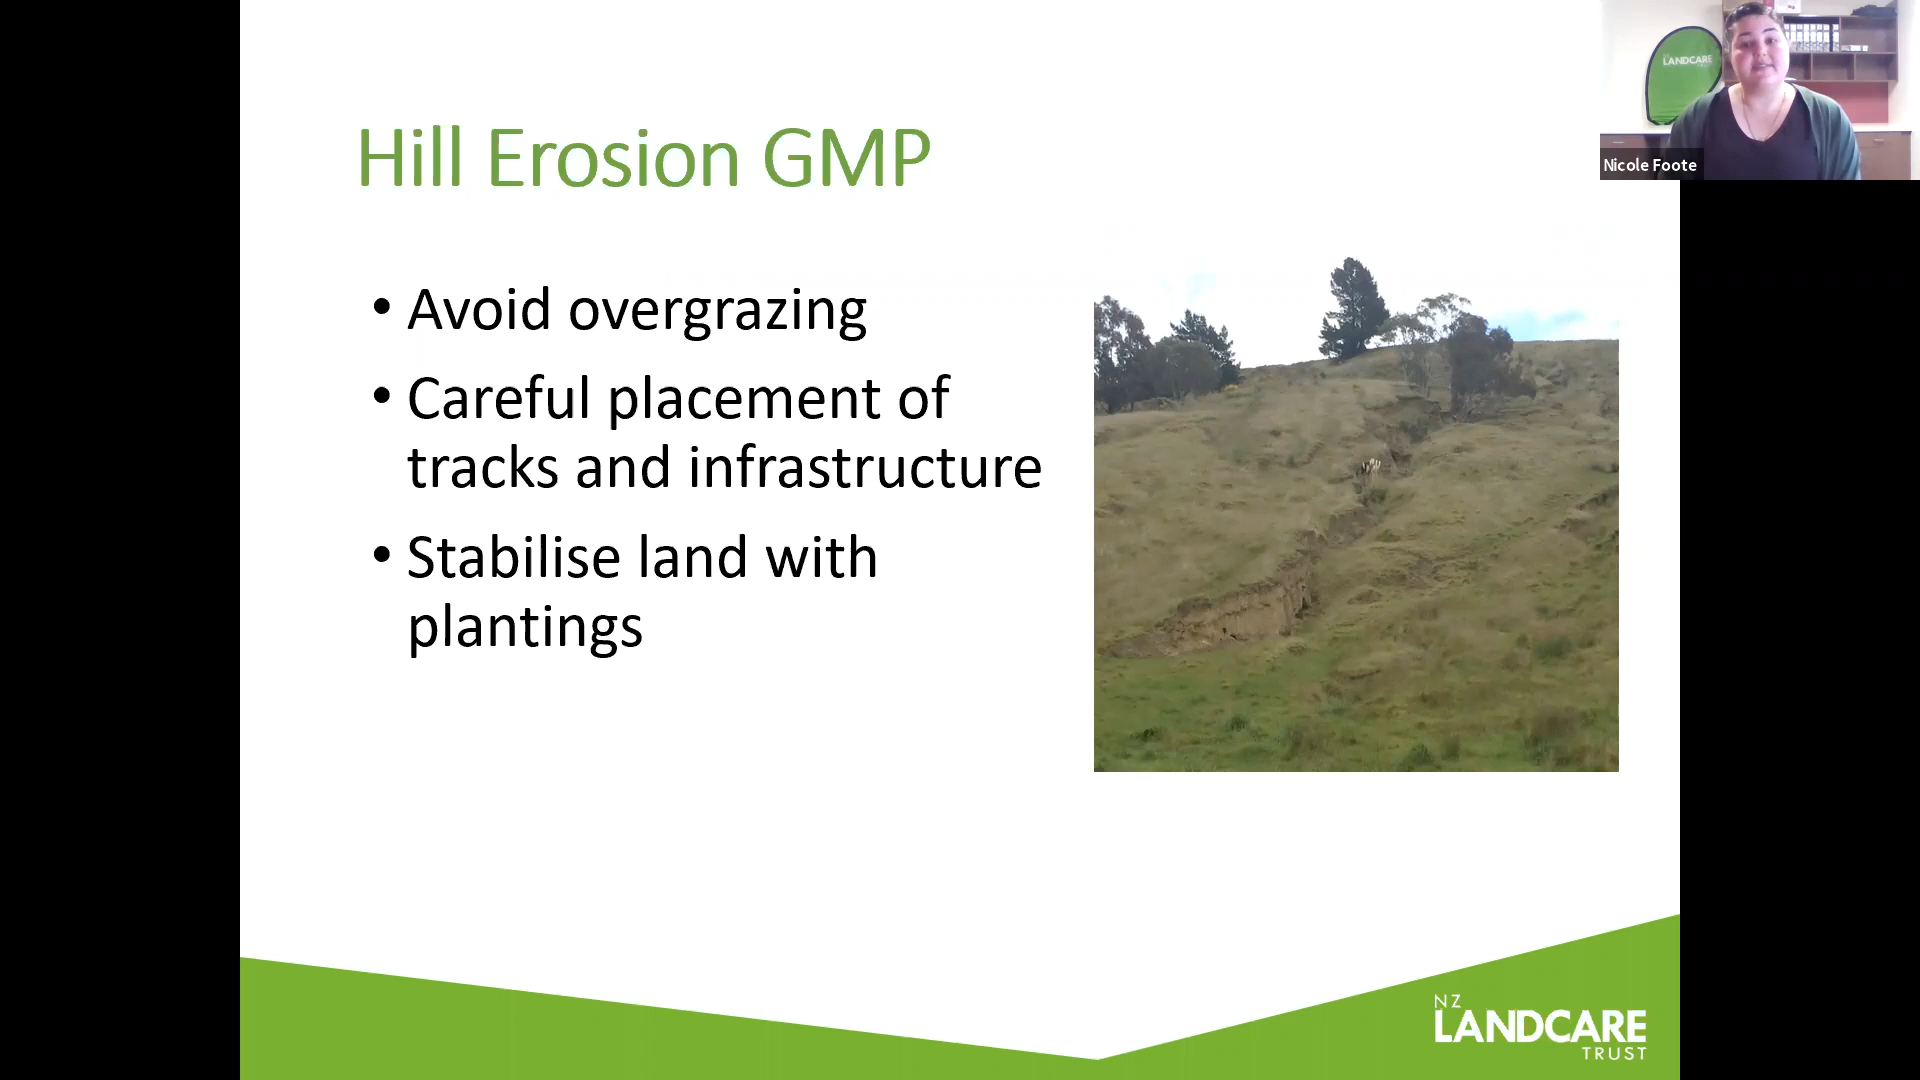 LANDCARE
Nicole Foote
Hill Erosion GMP
• Avoid overgrazing
• Careful placement of
tracks and infrastructure
• Stabilise land with
plantings
NZ
LANDCARE
TRUST